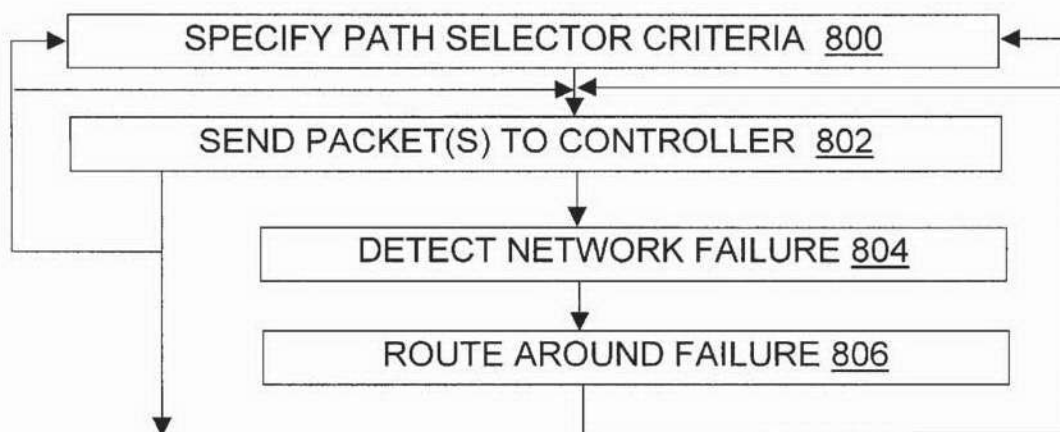 SPECIFY PATH SELECTOR CRITERIA 800
SEND PACKET(S) TO CONTROLLER 802
DETECT NETWORK FAILURE 804
ROUTE AROUND FAILURE 806